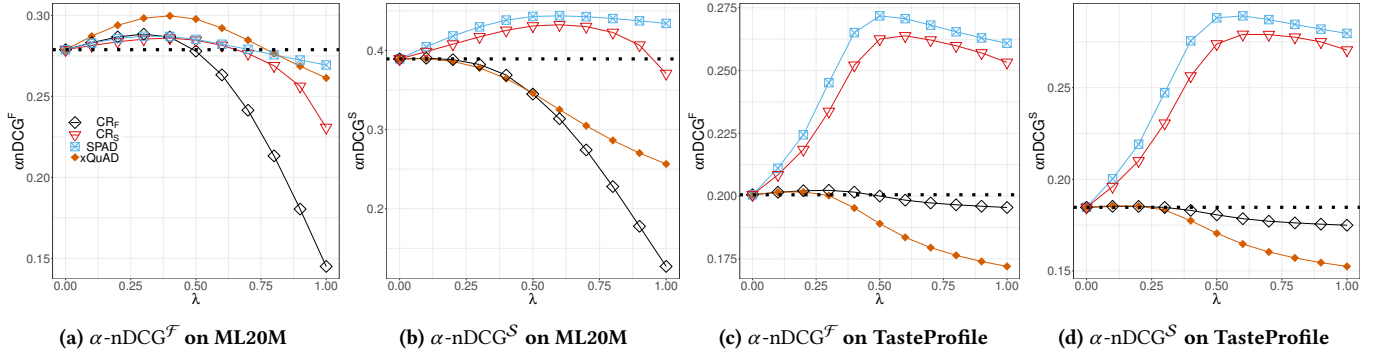 αnDCG^F
0.30
0.25
0.20
0.15
0.00 0.25 0.50 0.75 1.00
λ
CR_F
CR_S
SPAD
xQuAD
αnDCG^S
0.4
0.3
0.2
0.00 0.25 0.50 0.75 1.00
λ
αnDCG^F
0.275
0.250
0.225
0.200
0.175
0.00 0.25 0.50 0.75 1.00
λ
αnDCG^S
0.25
0.20
0.15
0.00 0.25 0.50 0.75 1.00
λ
(a) α-nDCG^ℱ on ML20M
(b) α-nDCG^𝒮 on ML20M
(c) α-nDCG^ℱ on TasteProfile
(d) α-nDCG^𝒮 on TasteProfile